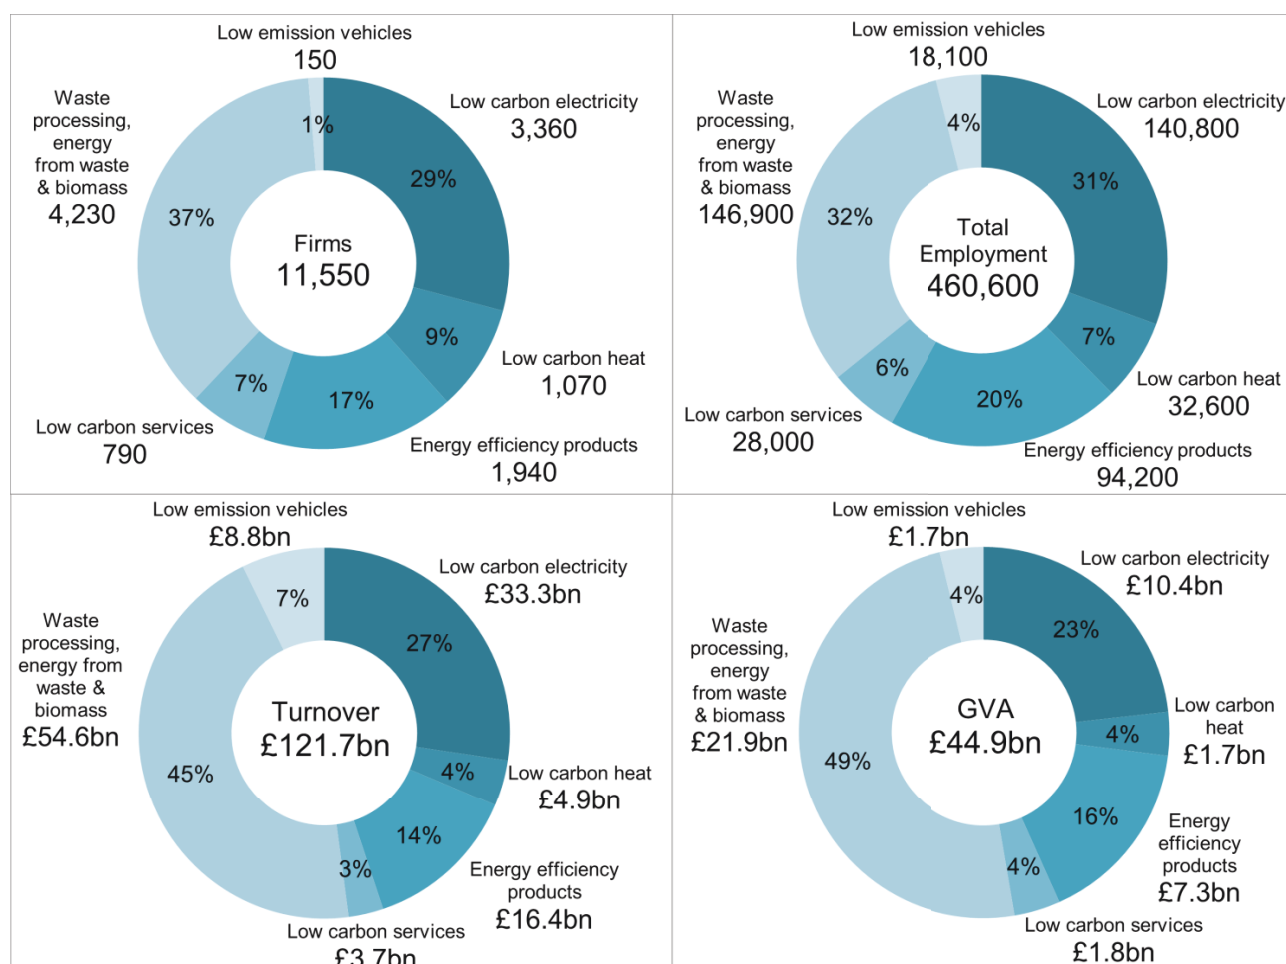 Low emission vehicles
150
Low carbon electricity
3,360
29%
Low carbon heat
1,070
9%
Energy efficiency products
1,940
17%
Low carbon services
790
7%
Waste
processing,
energy
from waste
& biomass
4,230
37%
1%
Firms
11,550
Low emission vehicles
18,100
Low carbon electricity
140,800
31%
Low carbon heat
32,600
7%
Energy efficiency products
94,200
20%
Low carbon services
28,000
6%
Waste
processing,
energy
from waste
& biomass
146,900
32%
4%
Total
Employment
460,600
Low emission vehicles
£8.8bn
Low carbon electricity
£33.3bn
27%
Low carbon heat
£4.9bn
4%
Energy efficiency
products
£16.4bn
14%
Low carbon services
£3.7bn
3%
Waste
processing,
energy from
waste &
biomass
£54.6bn
45%
7%
Turnover
£121.7bn
Low emission vehicles
£1.7bn
Low carbon electricity
£10.4bn
23%
Low carbon
heat
£1.7bn
4%
Energy
efficiency
products
£7.3bn
16%
Low carbon services
£1.8bn
4%
Waste
processing,
energy
from waste
& biomass
£21.9bn
49%
4%
GVA
£44.9bn